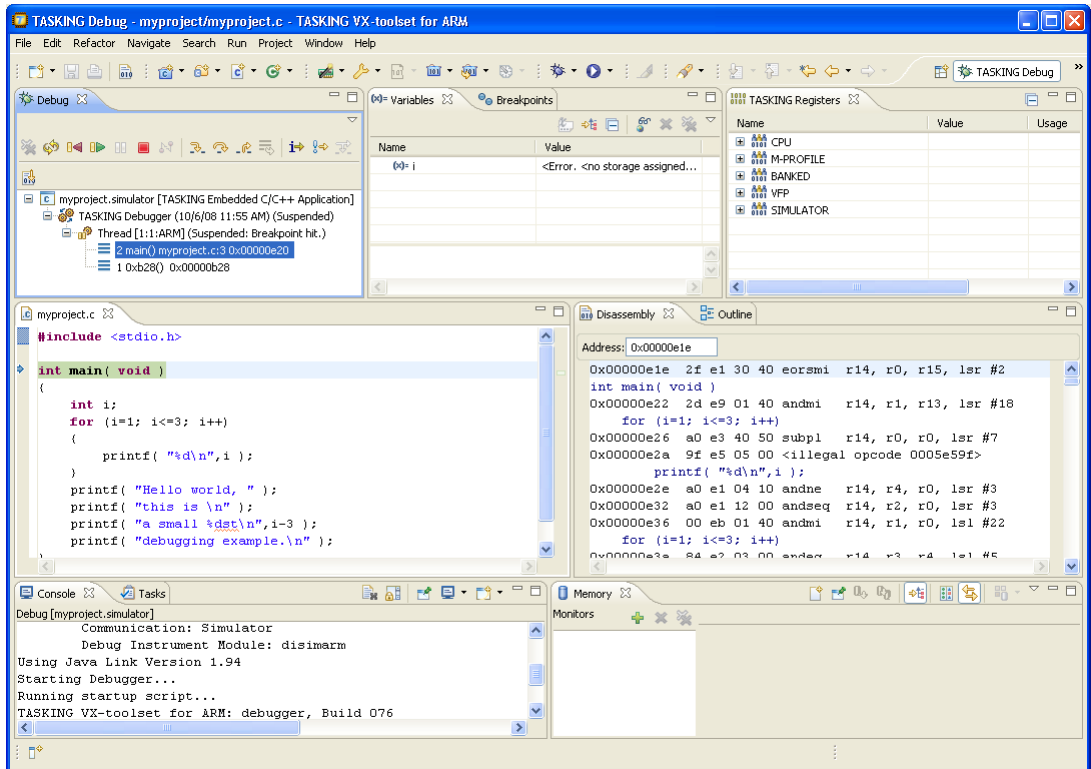 TASKING Debug - myproject/myproject.c - TASKING VX-toolset for ARM
File Edit Refactor Navigate Search Run Project Window Help
TASKING Debug »
Debug
myproject.simulator [TASKING Embedded C/C++ Application]
TASKING Debugger (10/6/08 11:55 AM) (Suspended)
Thread [1:1:ARM] (Suspended: Breakpoint hit.)
2 main() myproject.c:3 0x00000e20
1 0xb28() 0x00000b28
(x)= Variables Breakpoints
Name Value
(x)= i <Error. <no storage assigned...
TASKING Registers
Name Value Usage
CPU
M-PROFILE
BANKED
VFP
SIMULATOR
myproject.c
#include <stdio.h>
int main( void )
{
int i;
for (i=1; i<=3; i++)
{
printf( "%d\n",i );
}
printf( "Hello world, " );
printf( "this is \n" );
printf( "a small %dst\n",i-3 );
printf( "debugging example.\n" );
Disassembly Outline
Address: 0x00000e1e
0x00000e1e 2f e1 30 40 eorsmi r14, r0, r15, lsr #2
int main( void )
0x00000e22 2d e9 01 40 andmi r14, r1, r13, lsr #18
for (i=1; i<=3; i++)
0x00000e26 a0 e3 40 50 subpl r14, r0, r0, lsr #7
0x00000e2a 9f e5 05 00 <illegal opcode 0005e59f>
printf( "%d\n",i );
0x00000e2e a0 e1 04 10 andne r14, r4, r0, lsr #3
0x00000e32 a0 e1 12 00 andseq r14, r2, r0, lsr #3
0x00000e36 00 eb 01 40 andmi r14, r1, r0, lsl #22
for (i=1; i<=3; i++)
0x00000e3a 84 e2 03 00 andeq r14, r3, r4, lsl #5
Console Tasks
Debug [myproject.simulator]
Communication: Simulator
Debug Instrument Module: disimarm
Using Java Link Version 1.94
Starting Debugger...
Running startup script...
TASKING VX-toolset for ARM: debugger, Build 076
Memory
Monitors